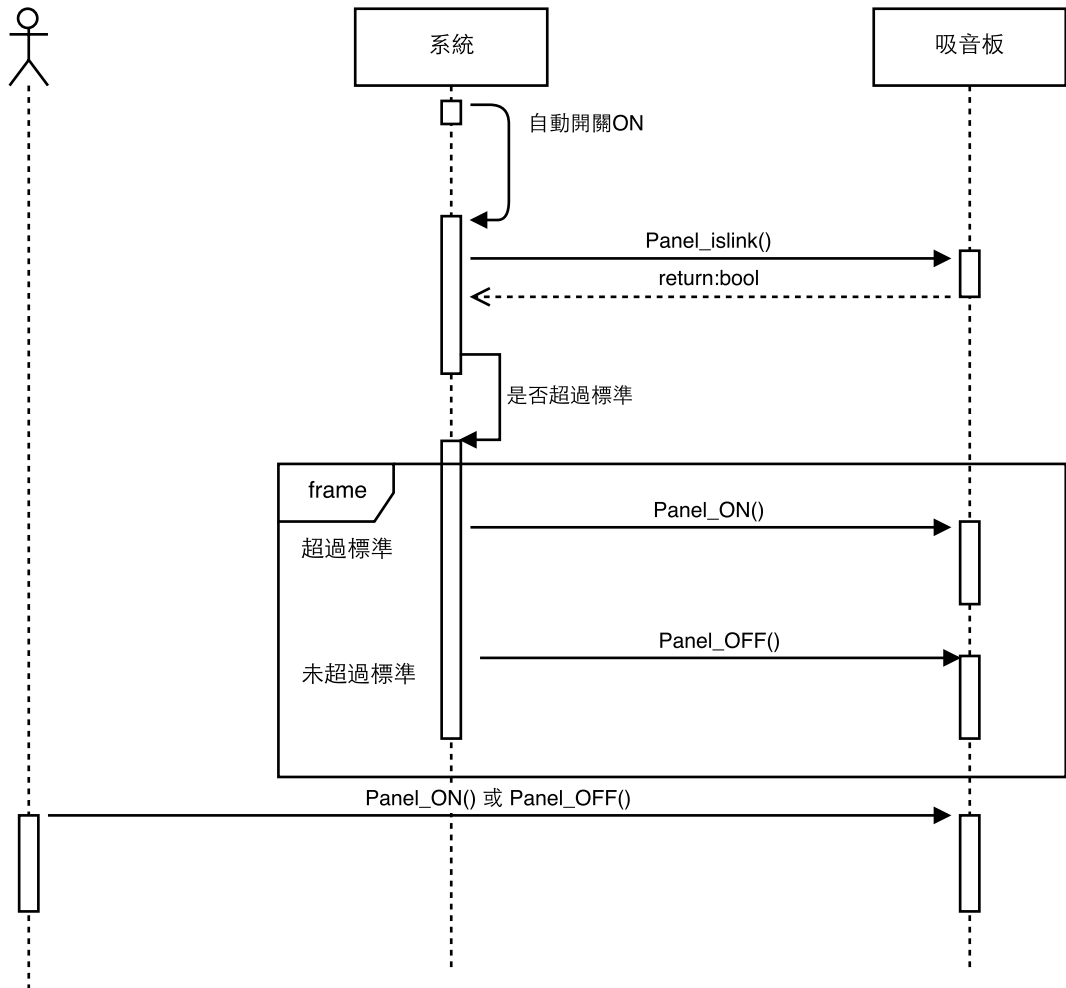 系統
吸音板
自動開關ON
Panel_islink()
return:bool
是否超過標準
frame
Panel_ON()
超過標準
Panel_OFF()
未超過標準
Panel_ON() 或 Panel_OFF()